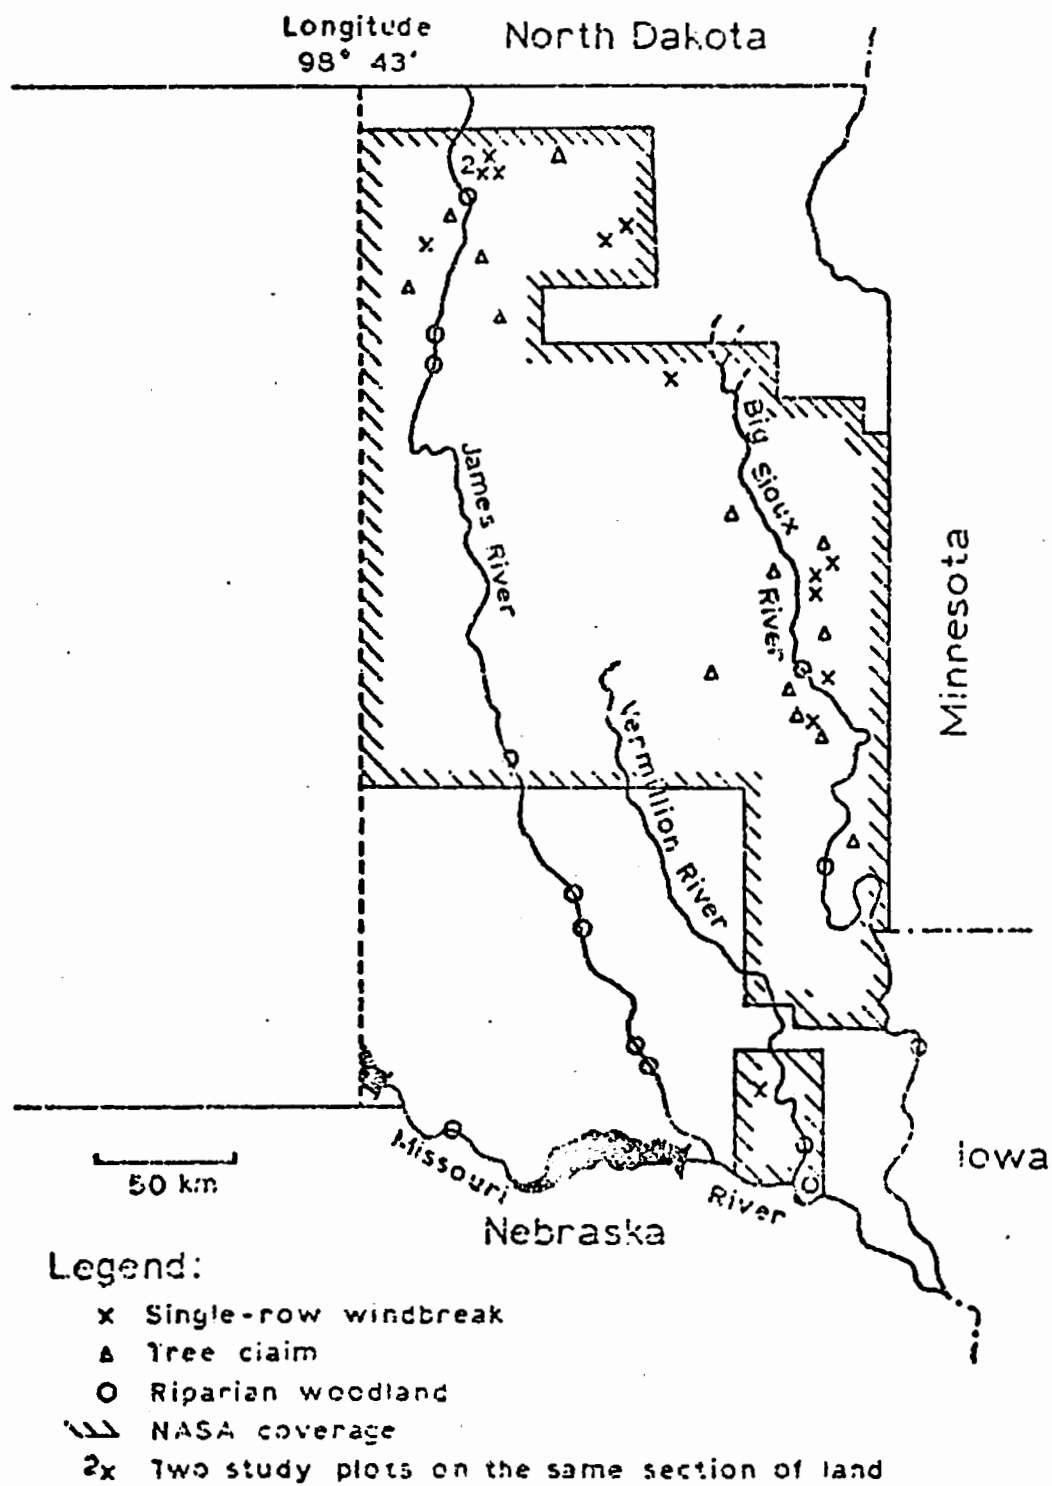 Longitude
98° 43'
North Dakota
2xx
James River
Big Sioux River
Vermillion River
Minnesota
Iowa
Missouri River
Nebraska
50 km
Legend:
x Single-row windbreak
△ Tree claim
O Riparian woodland
NASA coverage
2x Two study plots on the same section of land